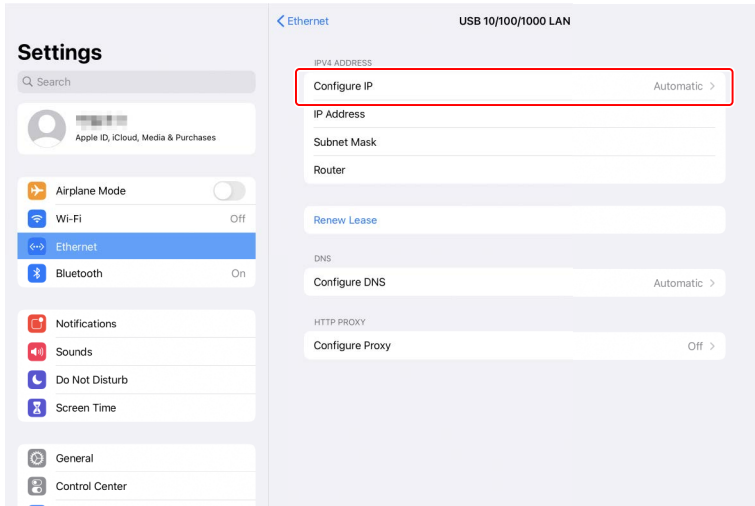 Settings
Search
Apple ID, iCloud, Media & Purchases
Airplane Mode
Wi-Fi Off
Ethernet
Bluetooth On
Notifications
Sounds
Do Not Disturb
Screen Time
General
Control Center
Ethernet
USB 10/100/1000 LAN
IPV4 ADDRESS
Configure IP Automatic
IP Address
Subnet Mask
Router
Renew Lease
DNS
Configure DNS Automatic
HTTP PROXY
Configure Proxy Off